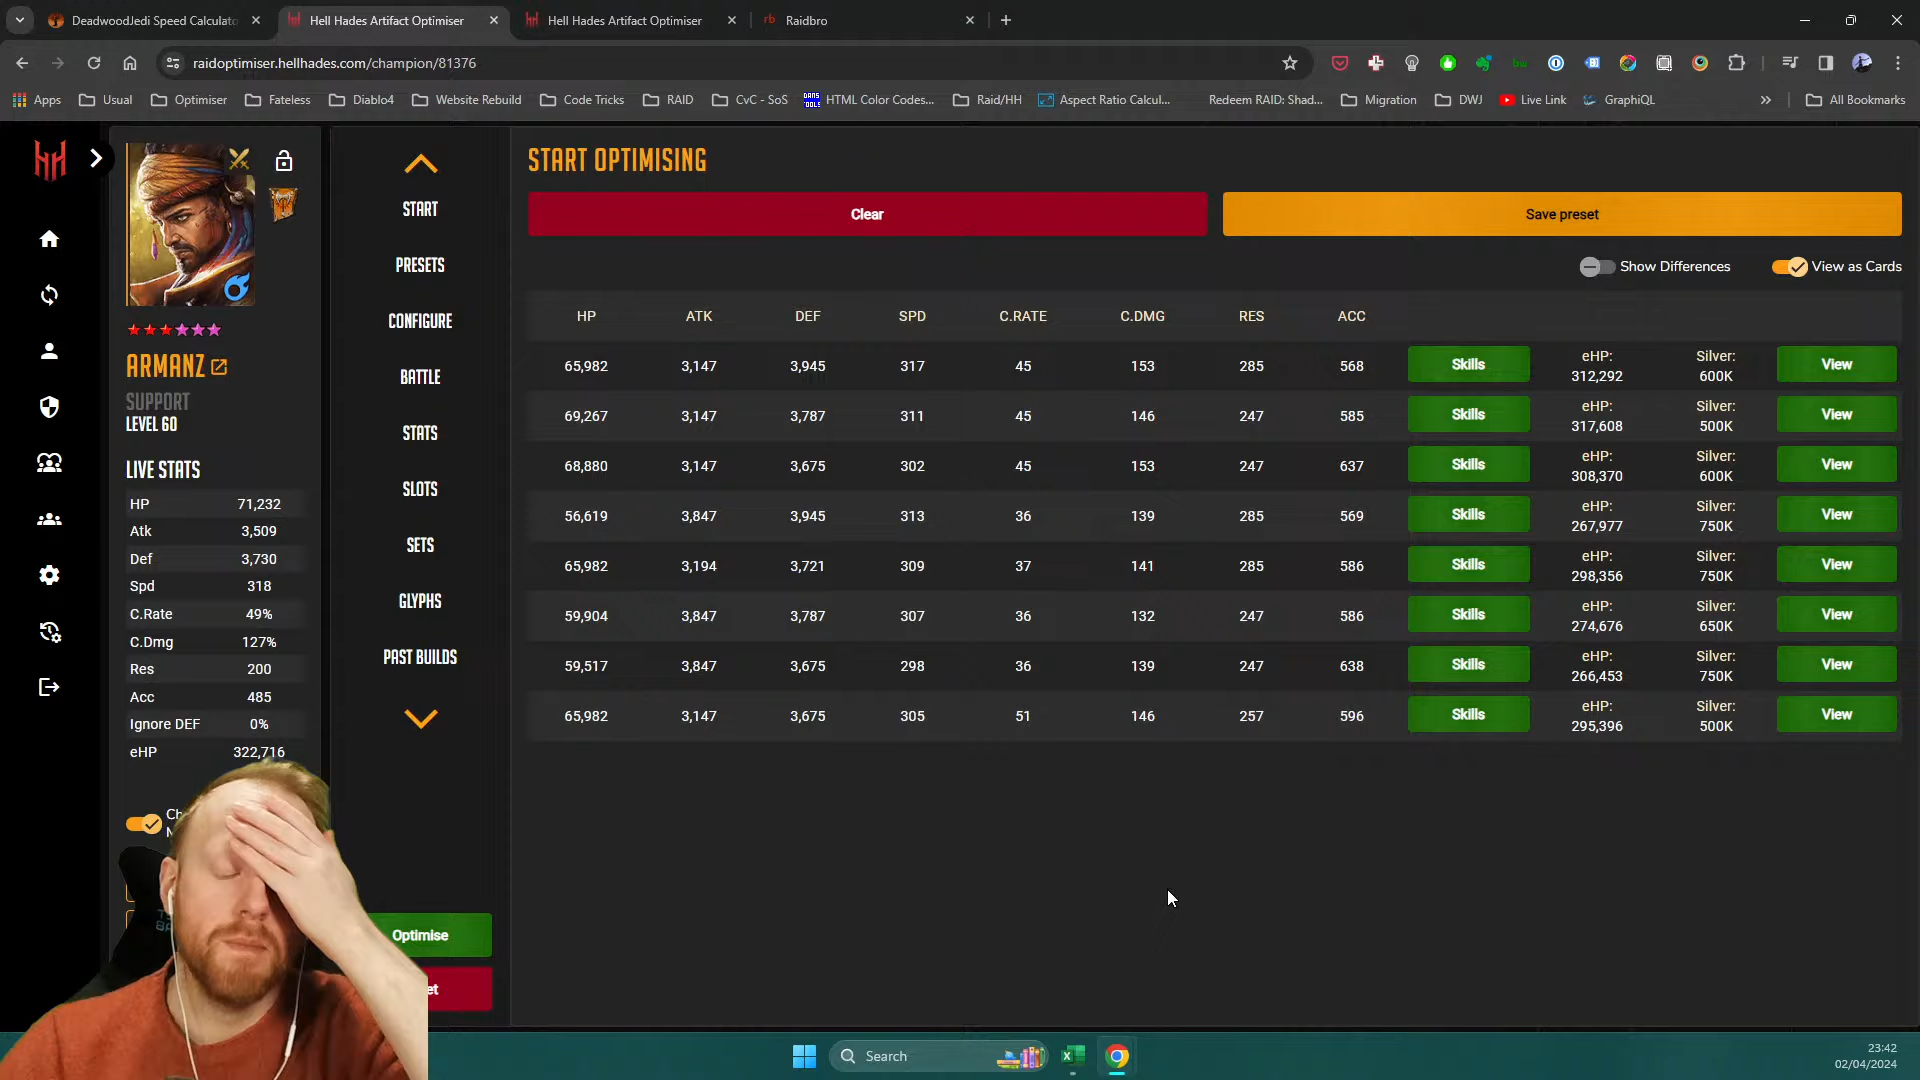 DeadwoodJedi Speed Calculato
Hell Hades Artifact Optimiser
Hell Hades Artifact Optimiser
rb Raidbro
raidoptimiser.hellhades.com/champion/81376
Apps Usual Optimiser Fateless Diablo4 Website Rebuild Code Tricks RAID CvC - SoS HTML Color Codes... Raid/HH Aspect Ratio Calcul... Redeem RAID: Shad... Migration DWJ Live Link GraphiQL » All Bookmarks
ARMANZ
SUPPORT
LEVEL 60
LIVE STATS
HP 71,232
Atk 3,509
Def 3,730
Spd 318
C.Rate 49%
C.Dmg 127%
Res 200
Acc 485
Ignore DEF 0%
eHP 322,716
START
PRESETS
CONFIGURE
BATTLE
STATS
SLOTS
SETS
GLYPHS
PAST BUILDS
Optimise
et
START OPTIMISING
Clear Save preset
Show Differences View as Cards
HP ATK DEF SPD C.RATE C.DMG RES ACC
65,982 3,147 3,945 317 45 153 285 568 Skills eHP: 312,292 Silver: 600K View
69,267 3,147 3,787 311 45 146 247 585 Skills eHP: 317,608 Silver: 500K View
68,880 3,147 3,675 302 45 153 247 637 Skills eHP: 308,370 Silver: 600K View
56,619 3,847 3,945 313 36 139 285 569 Skills eHP: 267,977 Silver: 750K View
65,982 3,194 3,721 309 37 141 285 586 Skills eHP: 298,356 Silver: 750K View
59,904 3,847 3,787 307 36 132 247 586 Skills eHP: 274,676 Silver: 650K View
59,517 3,847 3,675 298 36 139 247 638 Skills eHP: 266,453 Silver: 750K View
65,982 3,147 3,675 305 51 146 257 596 Skills eHP: 295,396 Silver: 500K View
Search
23:42
02/04/2024